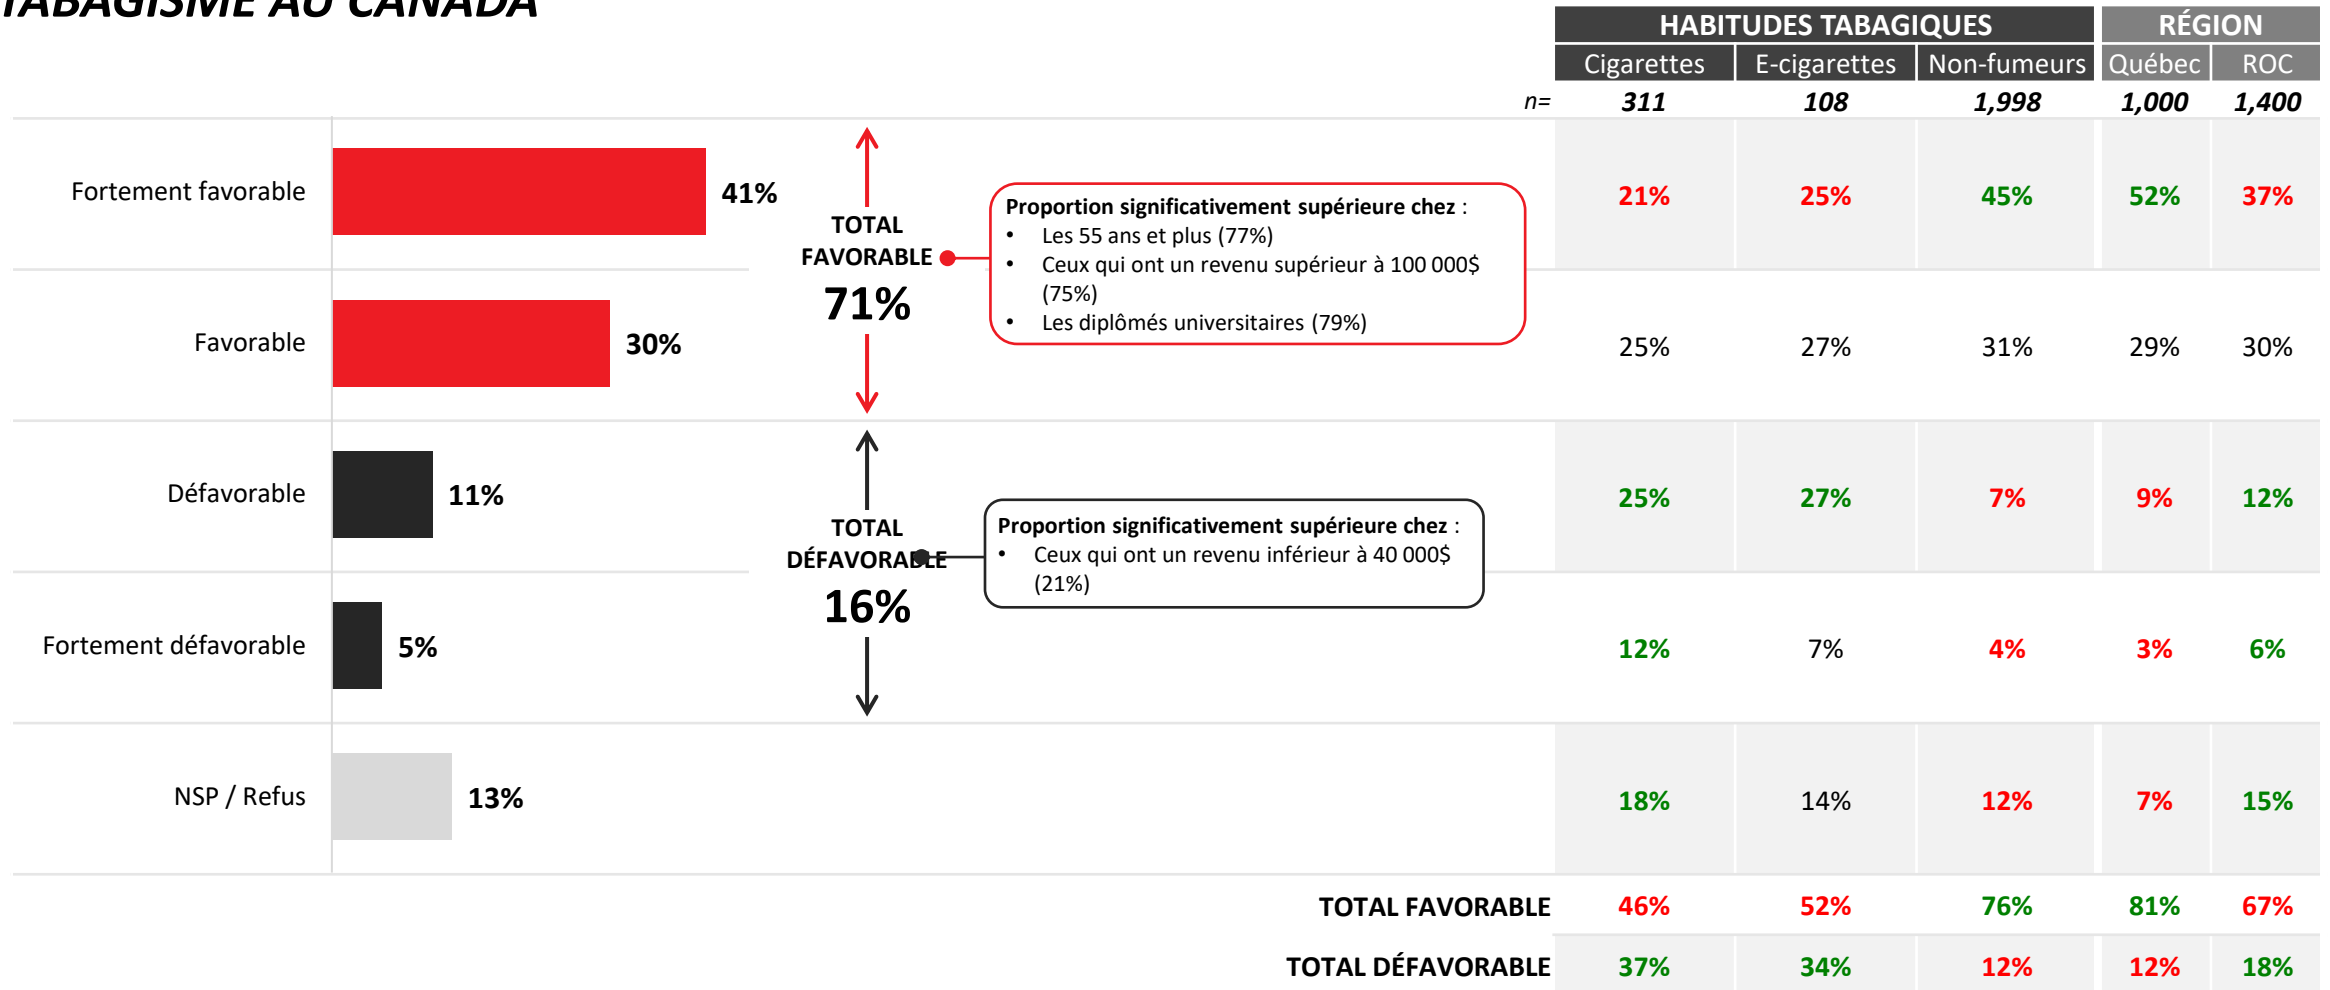 TABAGISME AU CANADA
HABITUDES TABAGIQUES RÉGION
Cigarettes E-cigarettes Non-fumeurs Québec ROC
n= 311 108 1,998 1,000 1,400
Fortement favorable 41% 21% 25% 45% 52% 37%
TOTAL
FAVORABLE
71%
Proportion significativement supérieure chez :
• Les 55 ans et plus (77%)
• Ceux qui ont un revenu supérieur à 100 000$
(75%)
• Les diplômés universitaires (79%)
Favorable 30% 25% 27% 31% 29% 30%
Défavorable 11% 25% 27% 7% 9% 12%
TOTAL
DÉFAVORABLE
16%
Proportion significativement supérieure chez :
• Ceux qui ont un revenu inférieur à 40 000$
(21%)
Fortement défavorable 5% 12% 7% 4% 3% 6%
NSP / Refus 13% 18% 14% 12% 7% 15%
TOTAL FAVORABLE 46% 52% 76% 81% 67%
TOTAL DÉFAVORABLE 37% 34% 12% 12% 18%